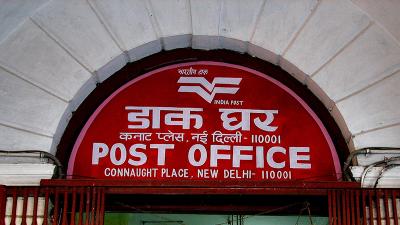 भारतीय डाक
INDIA POST
डाक घर
कनाट प्लेस, नई दिल्ली-110001
POST OFFICE
CONNAUGHT PLACE, NEW DELHI-110001